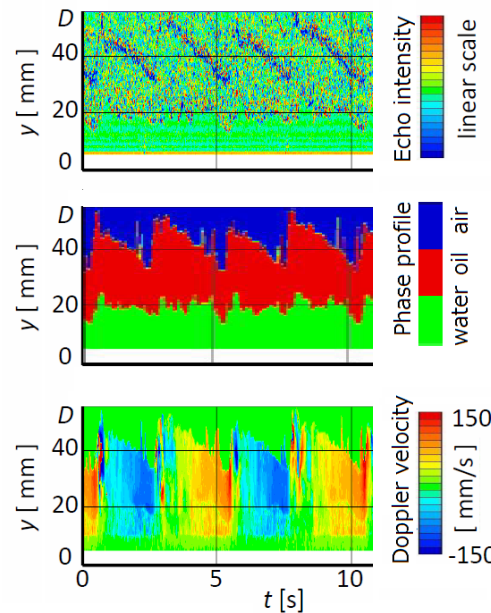 D
40
20
0
y [ mm ]
Echo intensity
linear scale
D
40
20
0
y [ mm ]
Phase profile
water oil air
D
40
20
0
y [ mm ]
0
5
10
t [s]
Doppler velocity
150
-150
[ mm/s ]